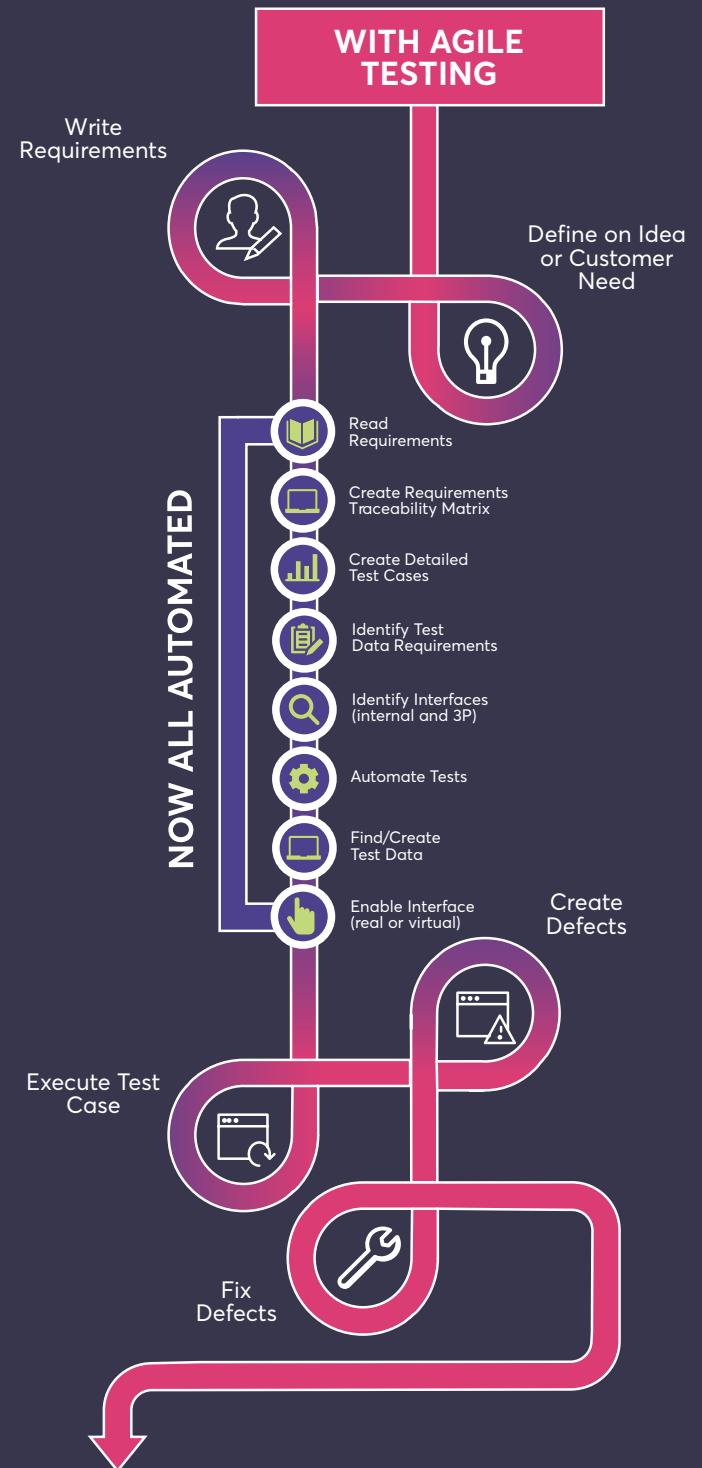 WITH AGILE
TESTING
Write
Requirements
Define on Idea
or Customer
Need
NOW ALL AUTOMATED
Read
Requirements
Create Requirements
Traceability Matrix
Create Detailed
Test Cases
Identify Test
Data Requirements
Identify Interfaces
(internal and 3P)
Automate Tests
Find/Create
Test Data
Enable Interface
(real or virtual)
Create
Defects
Execute Test
Case
Fix
Defects